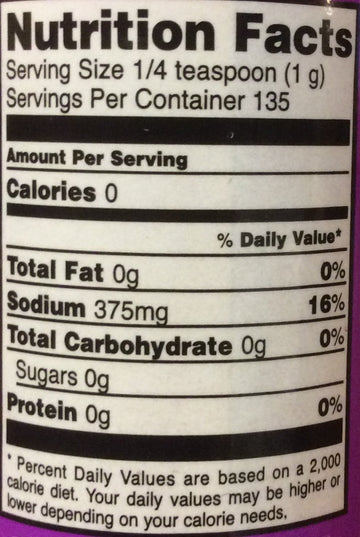 Nutrition Facts
Serving Size 1/4 teaspoon (1 g)
Servings Per Container 135
Amount Per Serving
Calories 0
% Daily Value*
Total Fat 0g 0%
Sodium 375mg 16%
Total Carbohydrate 0g 0%
Sugars 0g
Protein 0g 0%
* Percent Daily Values are based on a 2,000
calorie diet. Your daily values may be higher or
lower depending on your calorie needs.